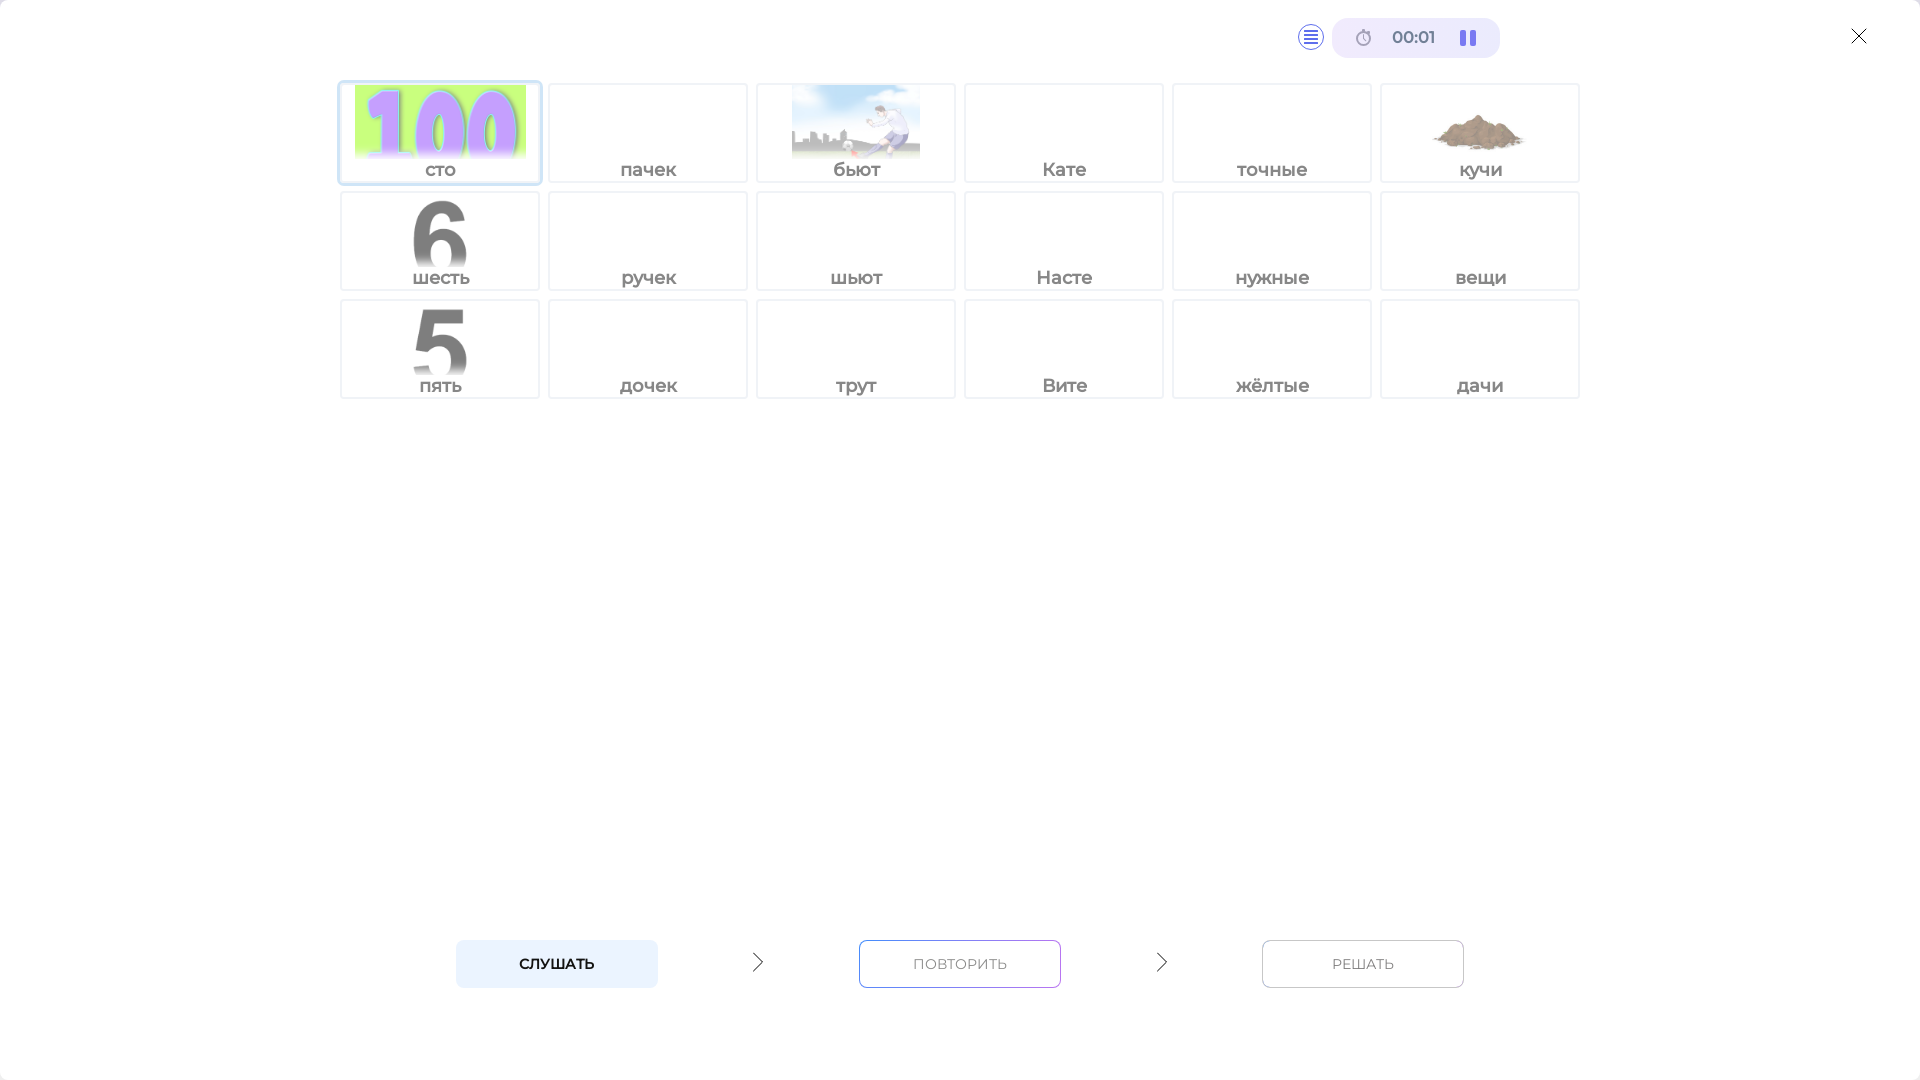 00:01
100
сто пачек бьют Кате точные кучи
6
шесть ручек шьют Насте нужные вещи
5
пять дочек трут Вите жёлтые дачи
СЛУШАТЬ ПОВТОРИТЬ РЕШАТЬ